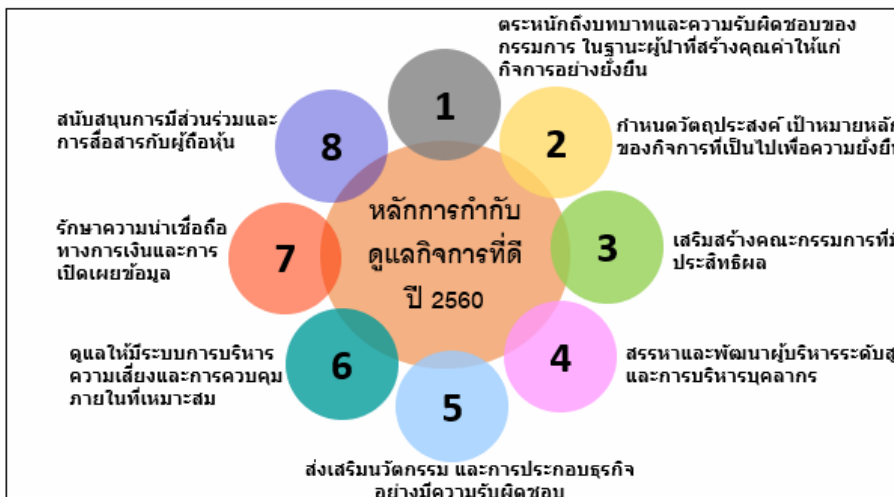 หลักการกำกับ
ดูแลกิจการที่ดี
ปี 2560
1
ตระหนักถึงบทบาทและความรับผิดชอบของ
กรรมการ ในฐานะผู้นำที่สร้างคุณค่าให้แก่
กิจการอย่างยั่งยืน
2
กำหนดวัตถุประสงค์ เป้าหมายหลัก
ของกิจการที่เป็นไปเพื่อความยั่งยืน
3
เสริมสร้างคณะกรรมการที่มี
ประสิทธิผล
4
สรรหาและพัฒนาผู้บริหารระดับสู
และการบริหารบุคลากร
5
ส่งเสริมนวัตกรรม และการประกอบธุรกิจ
อย่างมีความรับผิดชอบ
6
ดูแลให้มีระบบการบริหาร
ความเสี่ยงและการควบคุม
ภายในที่เหมาะสม
7
รักษาความน่าเชื่อถือ
ทางการเงินและการ
เปิดเผยข้อมูล
8
สนับสนุนการมีส่วนร่วมและ
การสื่อสารกับผู้ถือหุ้น